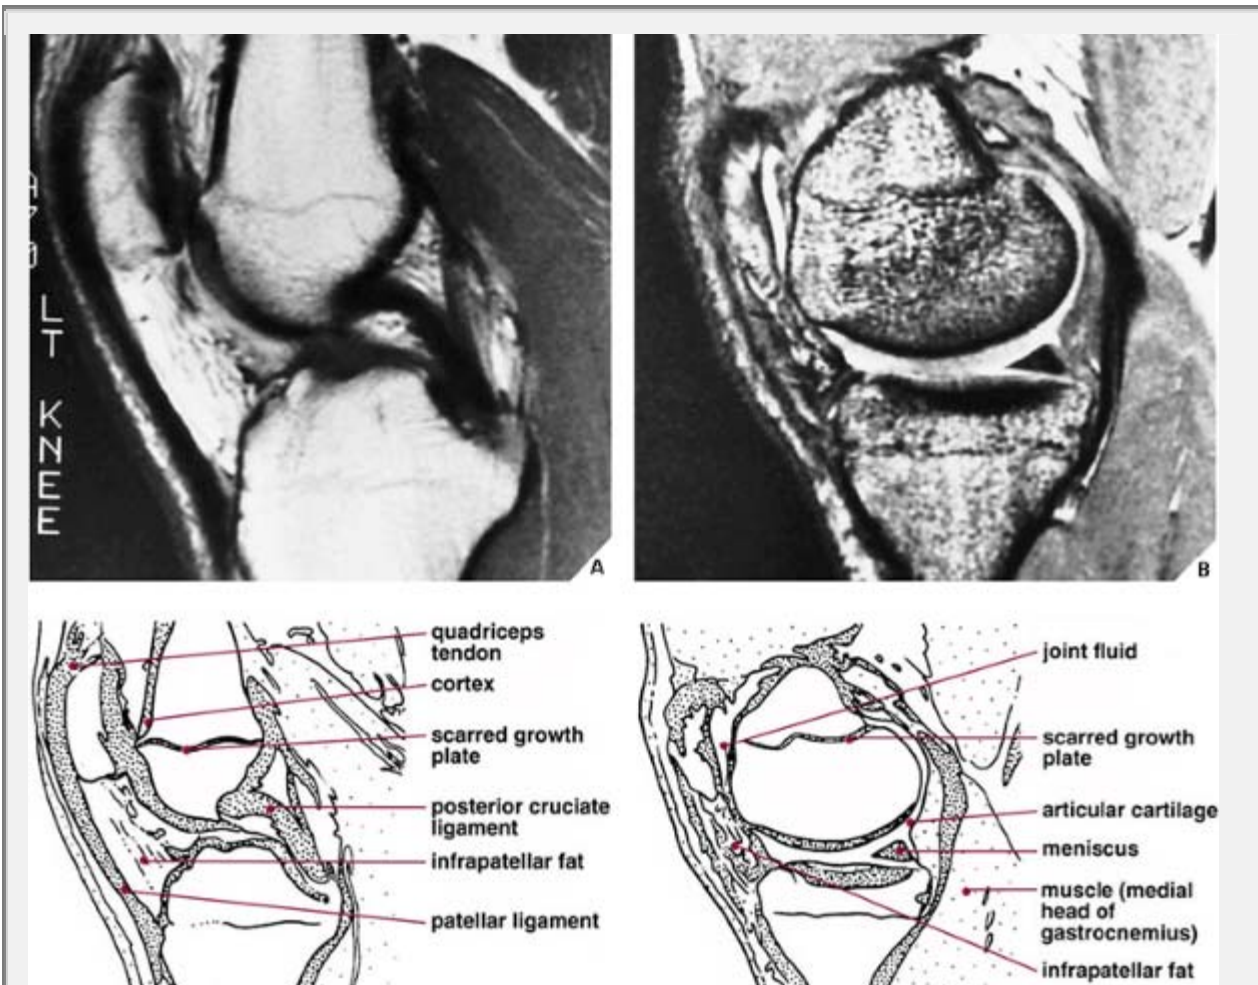 LT
KNEE
A
B
quadriceps
tendon
cortex
scarred growth
plate
posterior cruciate
ligament
infrapatellar fat
patellar ligament
joint fluid
scarred growth
plate
articular cartilage
meniscus
muscle (medial
head of
gastrocnemius)
infrapatellar fat